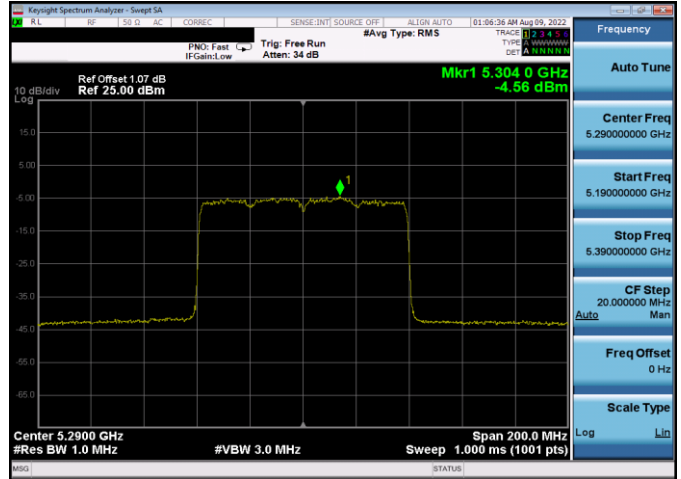 Keysight Spectrum Analyzer - Swept SA
RL RF 50 Ω AC CORREC SENSE:INT SOURCE OFF ALIGN AUTO 01:06:36 AM Aug 09, 2022
#Avg Type: RMS
TRACE 1 2 3 4 5 6
TYPE A WWWWW
DET A N N N N N
PNO: Fast
IFGain:Low
Trig: Free Run
Atten: 34 dB
Frequency
Auto Tune
Ref Offset 1.07 dB
10 dB/div Ref 25.00 dBm
Log
Mkr1 5.304 0 GHz
-4.56 dBm
15.0
5.00
-5.00
-15.0
-25.0
-35.0
-45.0
-55.0
-65.0
1
Center Freq
5.290000000 GHz
Start Freq
5.190000000 GHz
Stop Freq
5.390000000 GHz
CF Step
20.000000 MHz
Auto Man
Freq Offset
0 Hz
Scale Type
Log Lin
Center 5.2900 GHz Span 200.0 MHz
#Res BW 1.0 MHz #VBW 3.0 MHz Sweep 1.000 ms (1001 pts)
MSG STATUS